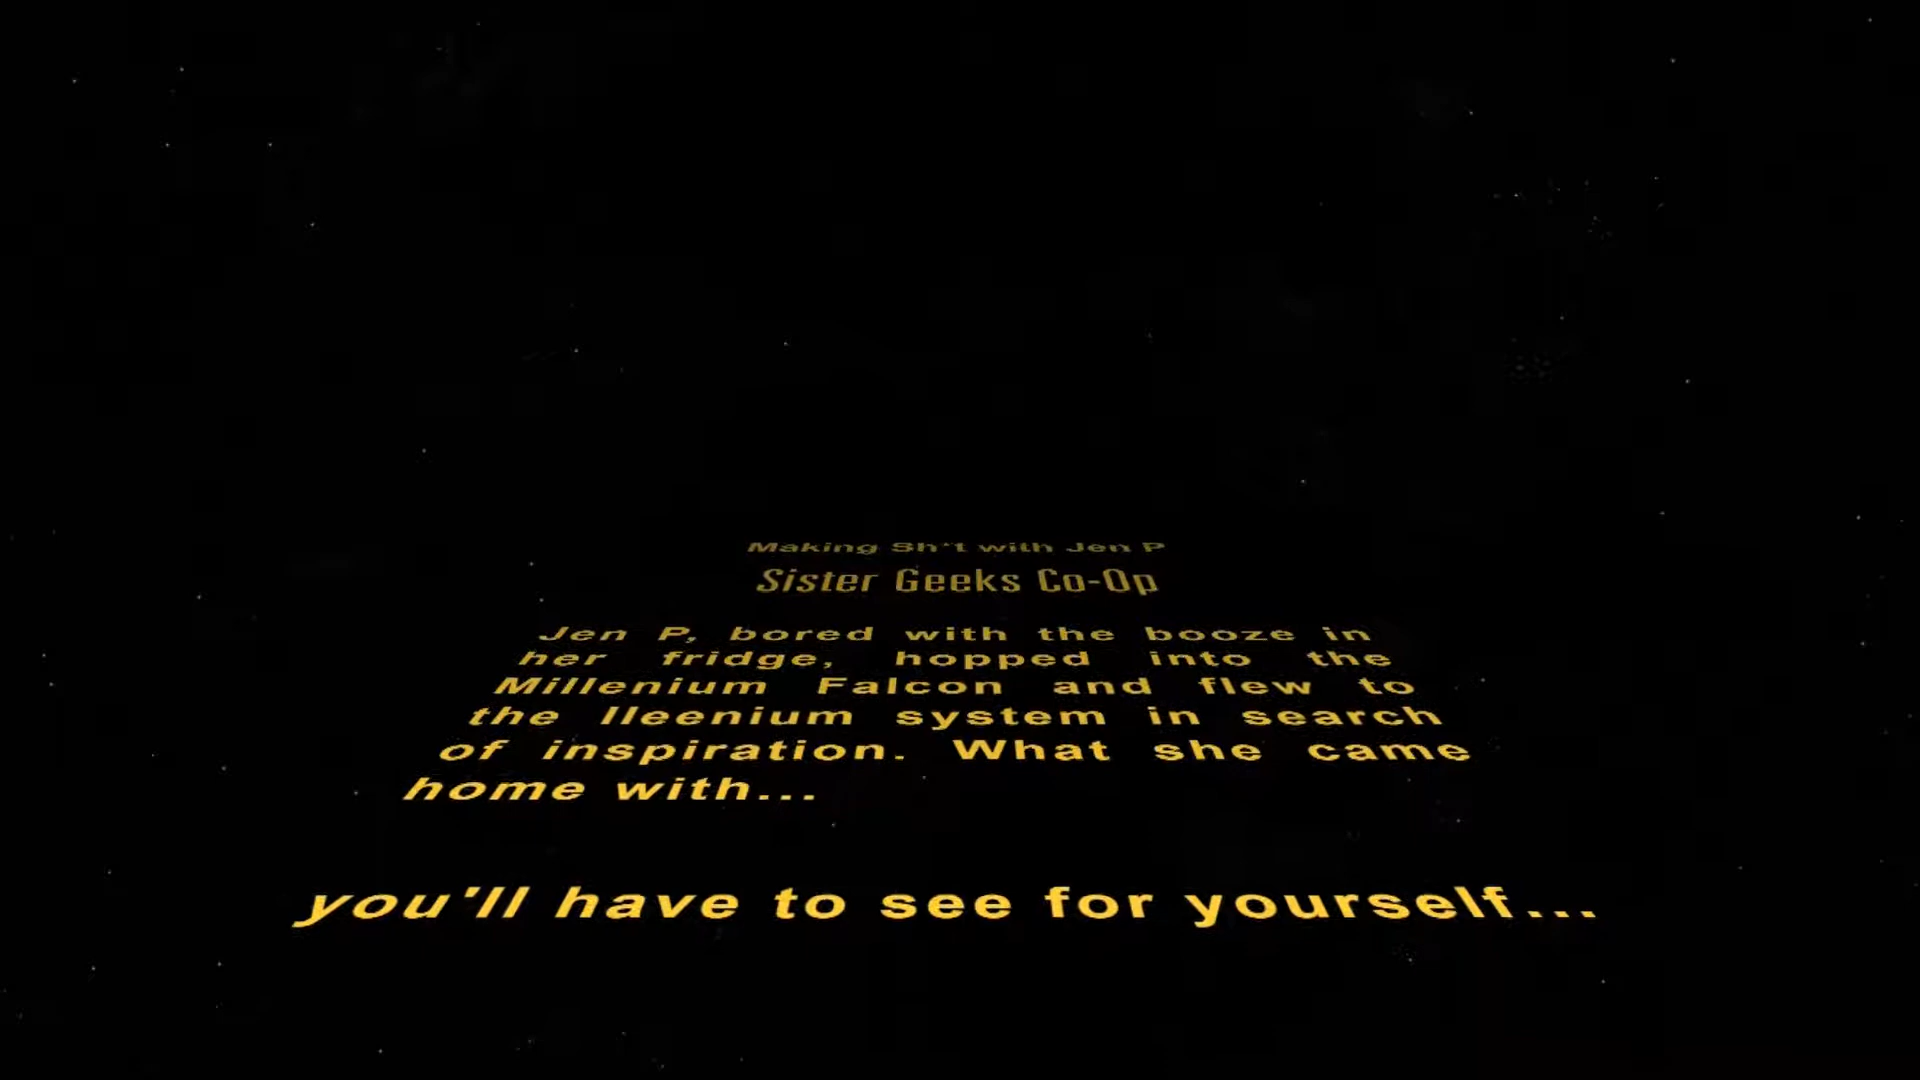 Making Sh*t with Jen P
Sister Geeks Co-Op
Jen P, bored with the booze in
her fridge, hopped into the
Millenium Falcon and flew to
the Ileenium system in search
of inspiration. What she came
home with...
you'll have to see for yourself...